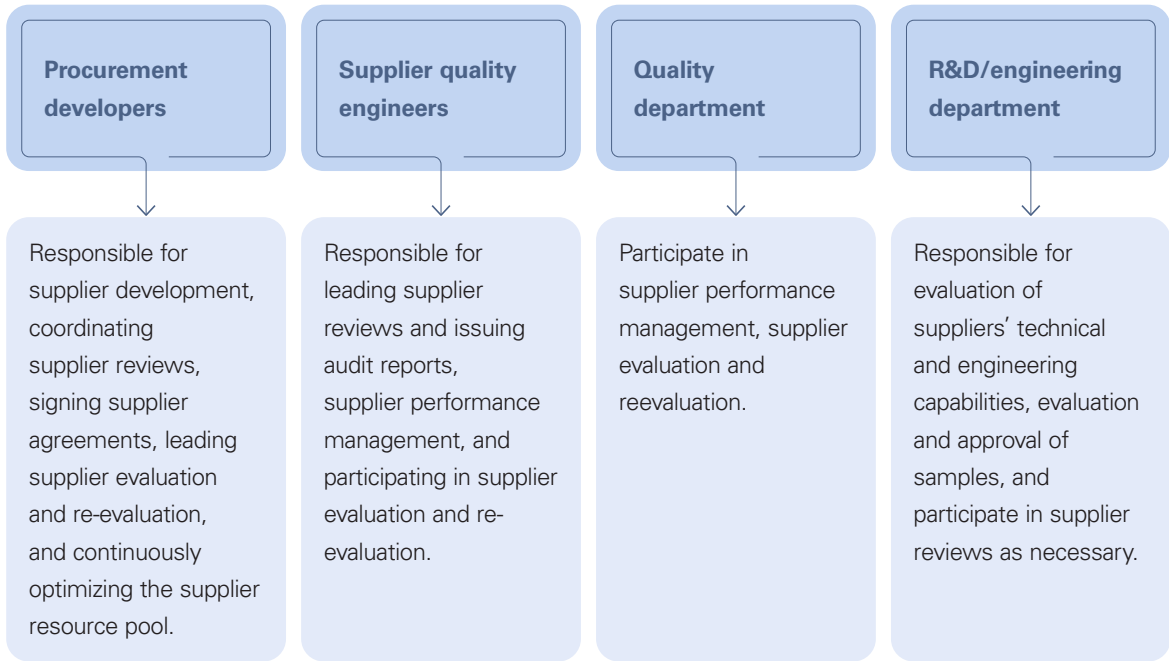 Procurement
developers
Responsible for
supplier development,
coordinating
supplier reviews,
signing supplier
agreements, leading
supplier evaluation
and re-evaluation,
and continuously
optimizing the supplier
resource pool.
Supplier quality
engineers
Responsible for
leading supplier
reviews and issuing
audit reports,
supplier performance
management, and
participating in supplier
evaluation and re-
evaluation.
Quality
department
Participate in
supplier performance
management, supplier
evaluation and
reevaluation.
R&D/engineering
department
Responsible for
evaluation of
suppliers’ technical
and engineering
capabilities, evaluation
and approval of
samples, and
participate in supplier
reviews as necessary.